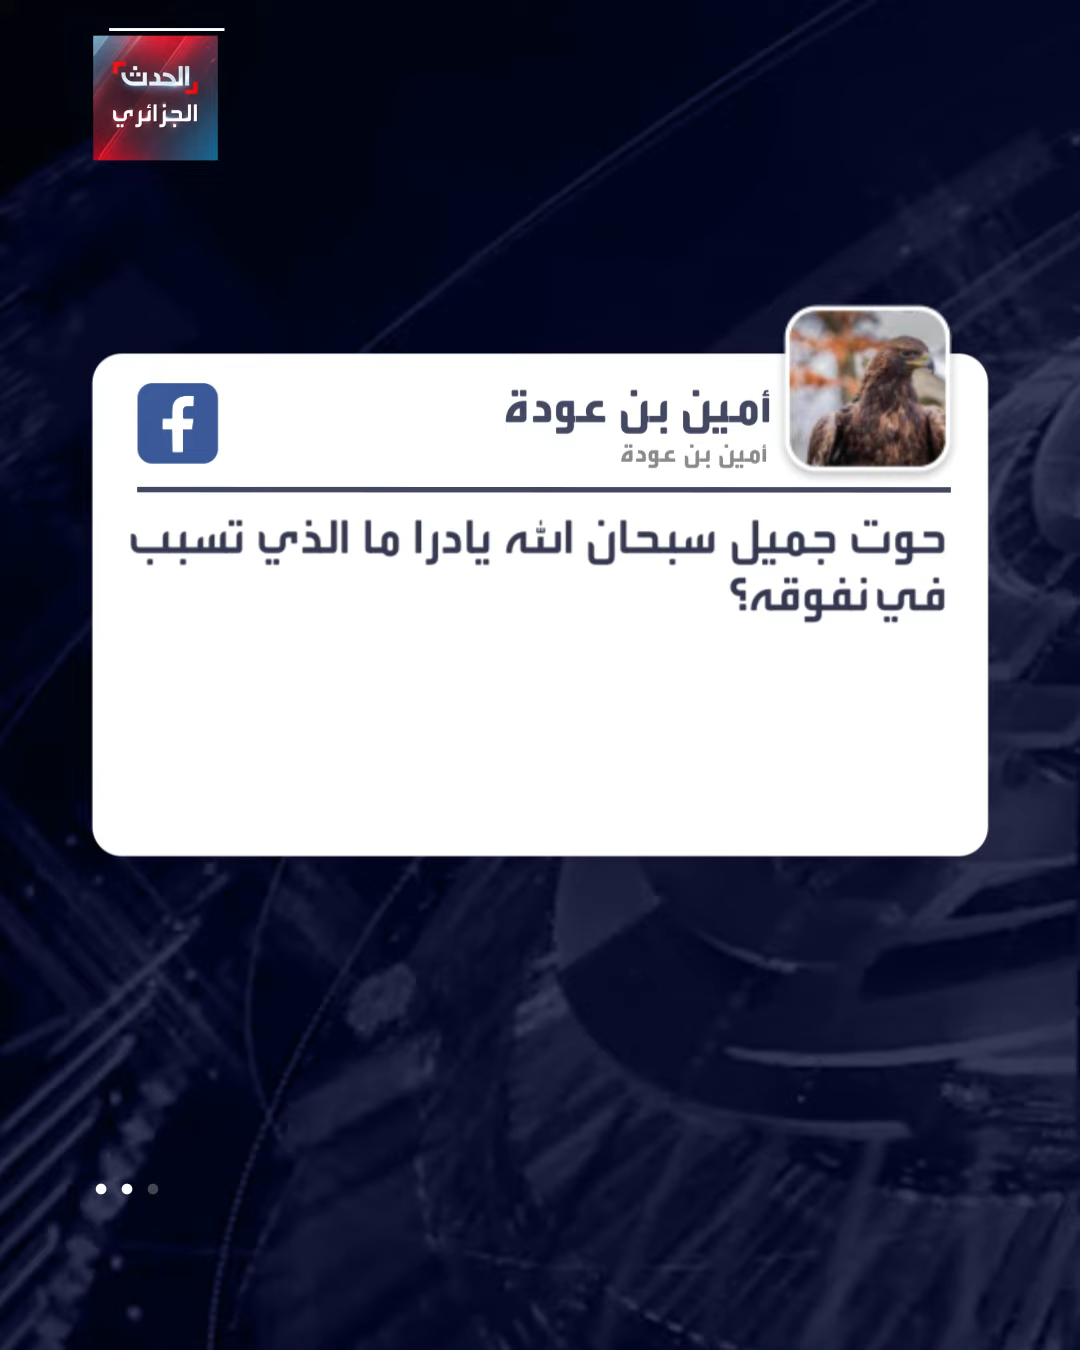 الحدث
الجزائري
أمين بن عودة
أمين بن عودة
حوت جميل سبحان الله يادرا ما الذي تسبب
في نفوقه؟